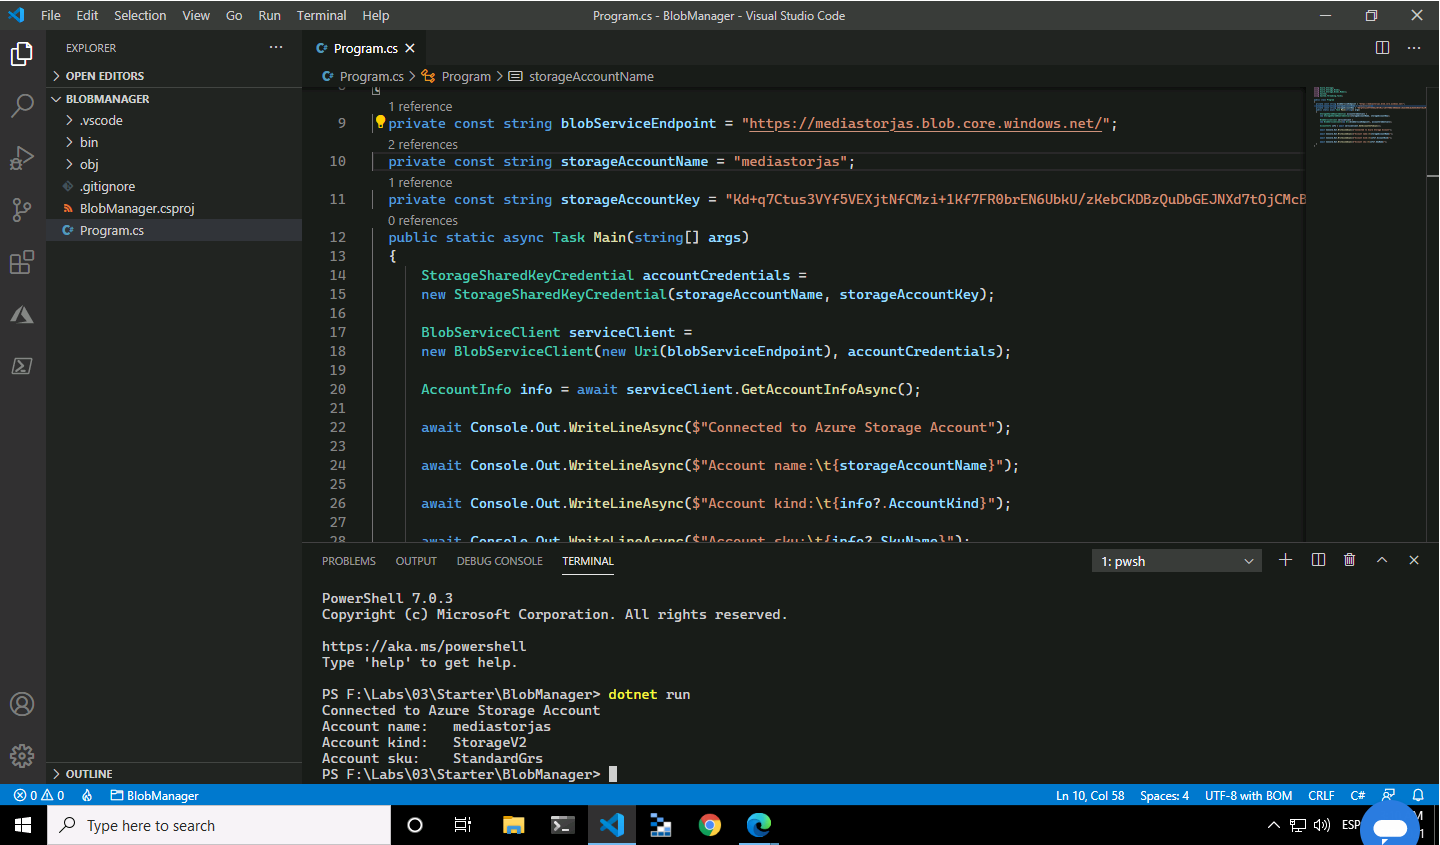 File Edit Selection View Go Run Terminal Help Program.cs - BlobManager - Visual Studio Code
EXPLORER
OPEN EDITORS
BLOBMANAGER
.vscode
bin
obj
.gitignore
BlobManager.csproj
Program.cs
OUTLINE
Program.cs
Program.cs > Program > storageAccountName
8 {
1 reference
9 private const string blobServiceEndpoint = "https://mediastorjas.blob.core.windows.net/";
2 references
10 private const string storageAccountName = "mediastorjas";
1 reference
11 private const string storageAccountKey = "Kd+q7Ctus3VYf5VEXjtNfCMzi+1Kf7FR0brEN6UbkU/zKebCKDBzQuDbGEJNXd7tOjCMcB
0 references
12 public static async Task Main(string[] args)
13 {
14 StorageSharedKeyCredential accountCredentials =
15 new StorageSharedKeyCredential(storageAccountName, storageAccountKey);
16
17 BlobServiceClient serviceClient =
18 new BlobServiceClient(new Uri(blobServiceEndpoint), accountCredentials);
19
20 AccountInfo info = await serviceClient.GetAccountInfoAsync();
21
22 await Console.Out.WriteLineAsync($"Connected to Azure Storage Account");
23
24 await Console.Out.WriteLineAsync($"Account name:\t{storageAccountName}");
25
26 await Console.Out.WriteLineAsync($"Account kind:\t{info?.AccountKind}");
27
28 await Console.Out.WriteLineAsync($"Account sku:\t{info?.SkuName}");
PROBLEMS OUTPUT DEBUG CONSOLE TERMINAL 1: pwsh
PowerShell 7.0.3
Copyright (c) Microsoft Corporation. All rights reserved.
https://aka.ms/powershell
Type 'help' to get help.
PS F:\Labs\03\Starter\BlobManager> dotnet run
Connected to Azure Storage Account
Account name: mediastorjas
Account kind: StorageV2
Account sku: StandardGrs
PS F:\Labs\03\Starter\BlobManager>
0 0 BlobManager Ln 10, Col 58 Spaces: 4 UTF-8 with BOM CRLF C#
Type here to search ESP